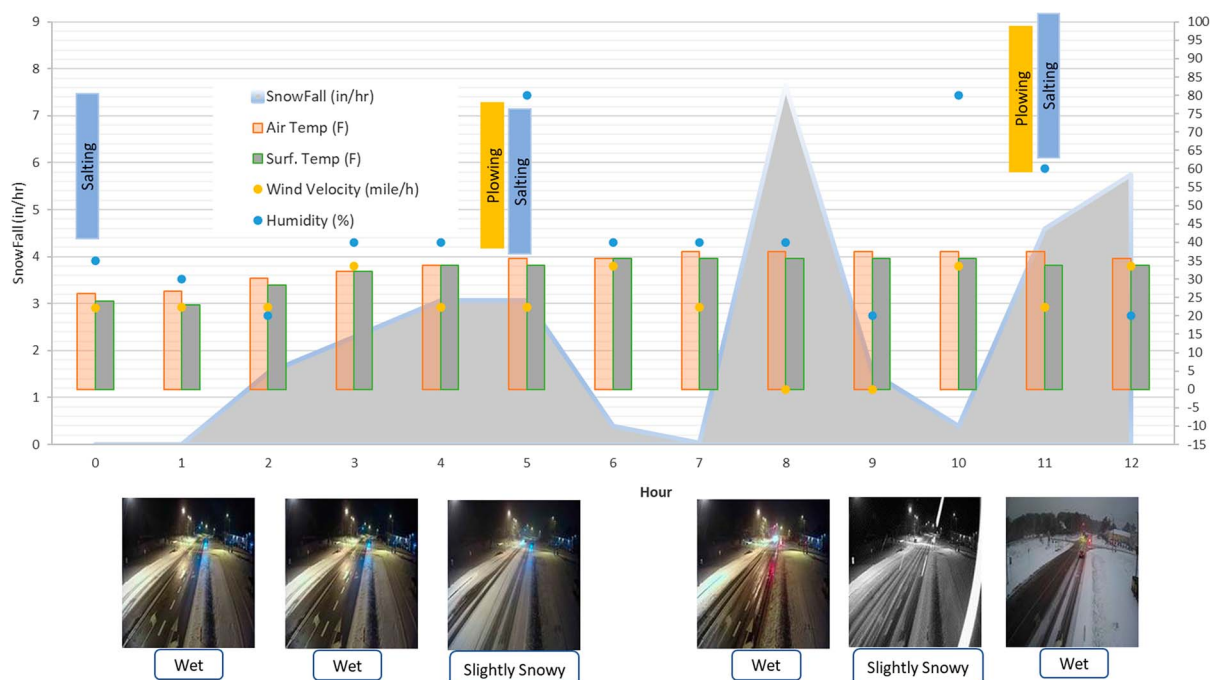 9
8
7
6
5
4
3
2
1
0
SnowFall (in/hr)
100
95
90
85
80
75
70
65
60
55
50
45
40
35
30
25
20
15
10
5
0
-5
-10
-15
Salting
SnowFall (in/hr)
Air Temp (F)
Surf. Temp (F)
Wind Velocity (mile/h)
Humidity (%)
Plowing
Salting
Plowing
Salting
0 1 2 3 4 5 6 7 8 9 10 11 12
Hour
Wet
Wet
Slightly Snowy
Wet
Slightly Snowy
Wet